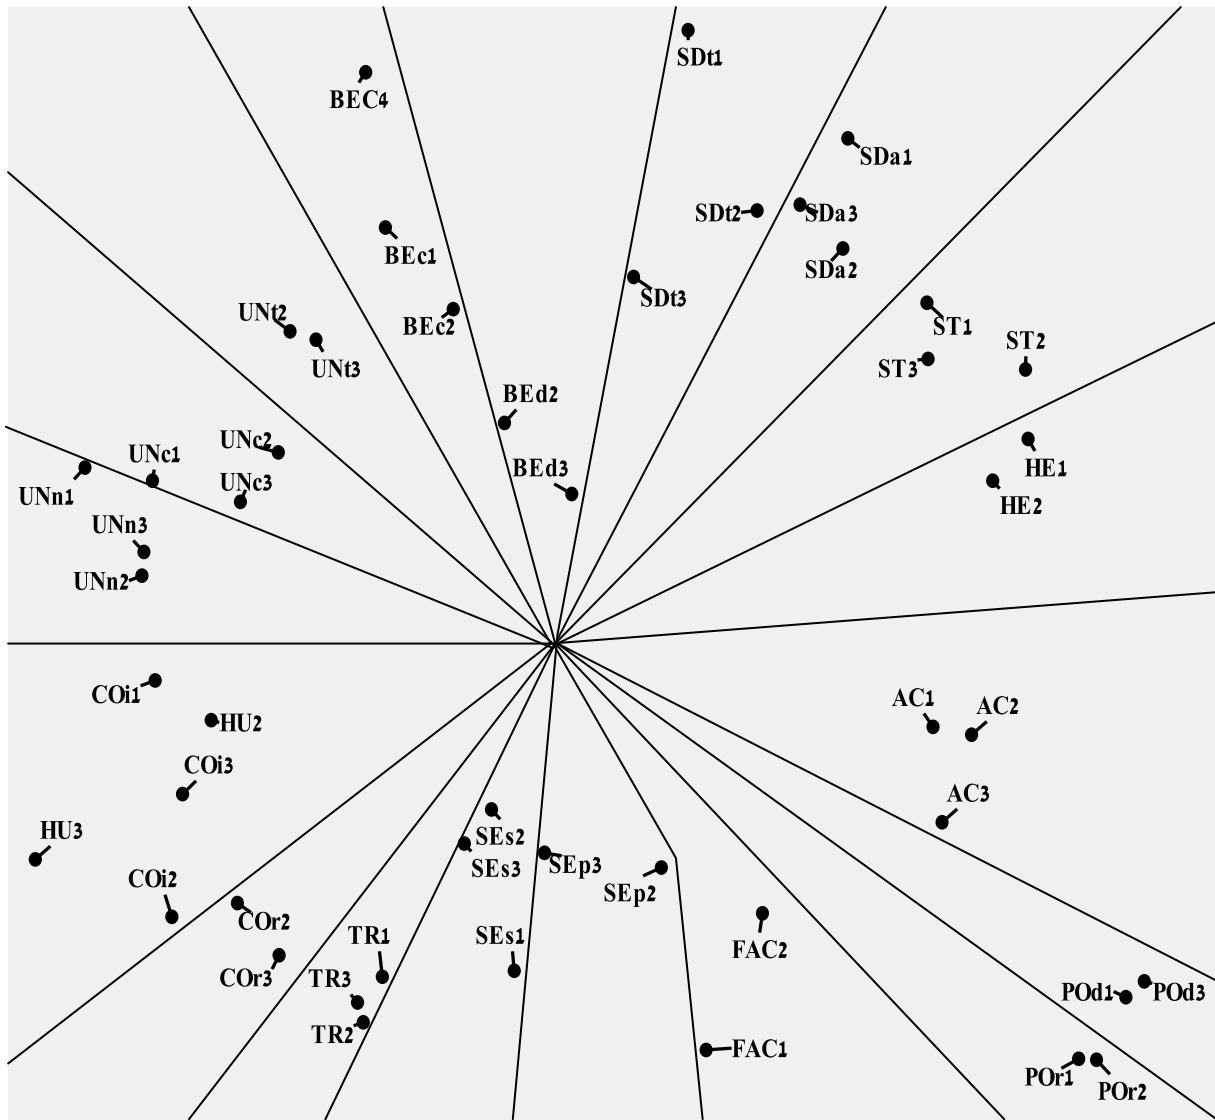 SDt1
BEC4
SDa1
SDt2
SDa3
BEc1
SDa2
SDt3
UNt2
BEc2
ST1
ST2
UNt3
ST3
BEd2
UNc2
UNc1
BEd3
HE1
UNc3
UNn1
HE2
UNn3
UNn2
COi1
AC1
AC2
HU2
COi3
AC3
HU3
SEs2
SEp3
SEs3
COi2
SEp2
COr2
TR1
SEs1
FAC2
COr3
TR3
POd1
POd3
TR2
FAC1
POr1
POr2